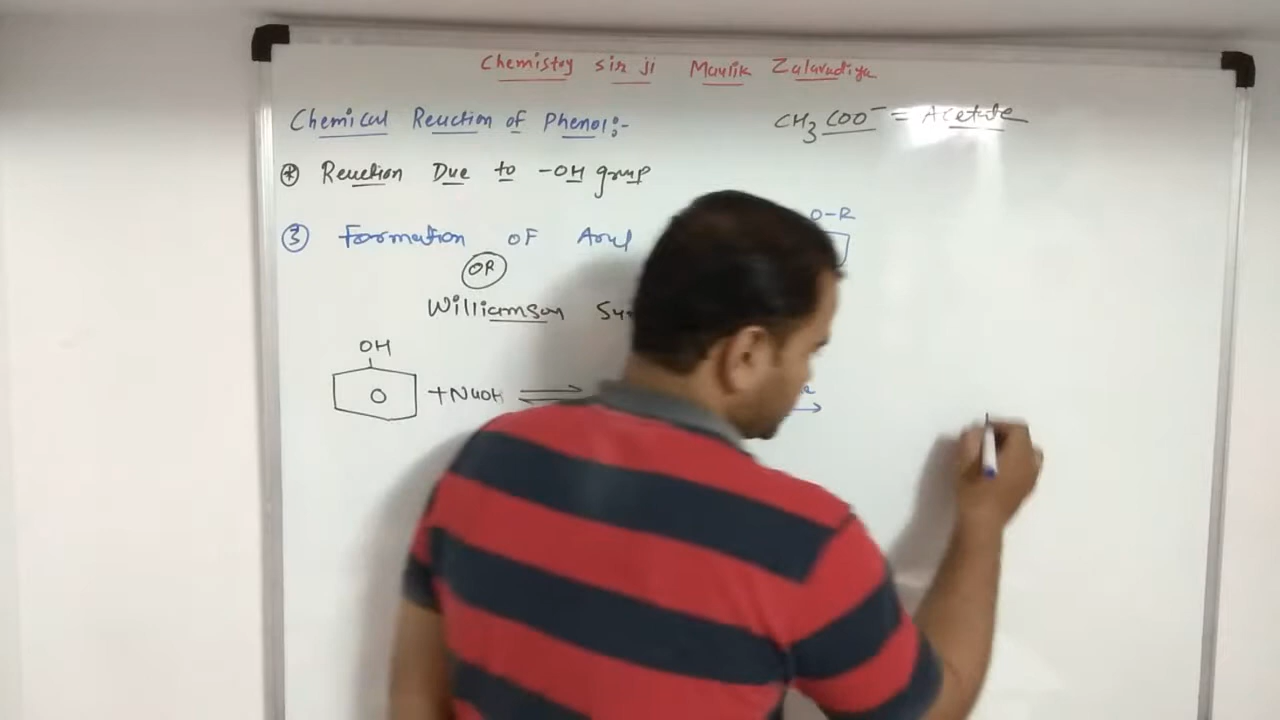 Chemistry sir ji Maulik Zalavadiya
Chemical Reaction of Phenol:-
CH3COO⁻ = Acetate
* Reaction Due to -OH group
③ Formation OF Aryl
O-R
OR
Williamson
OH
+NaOH ⇌